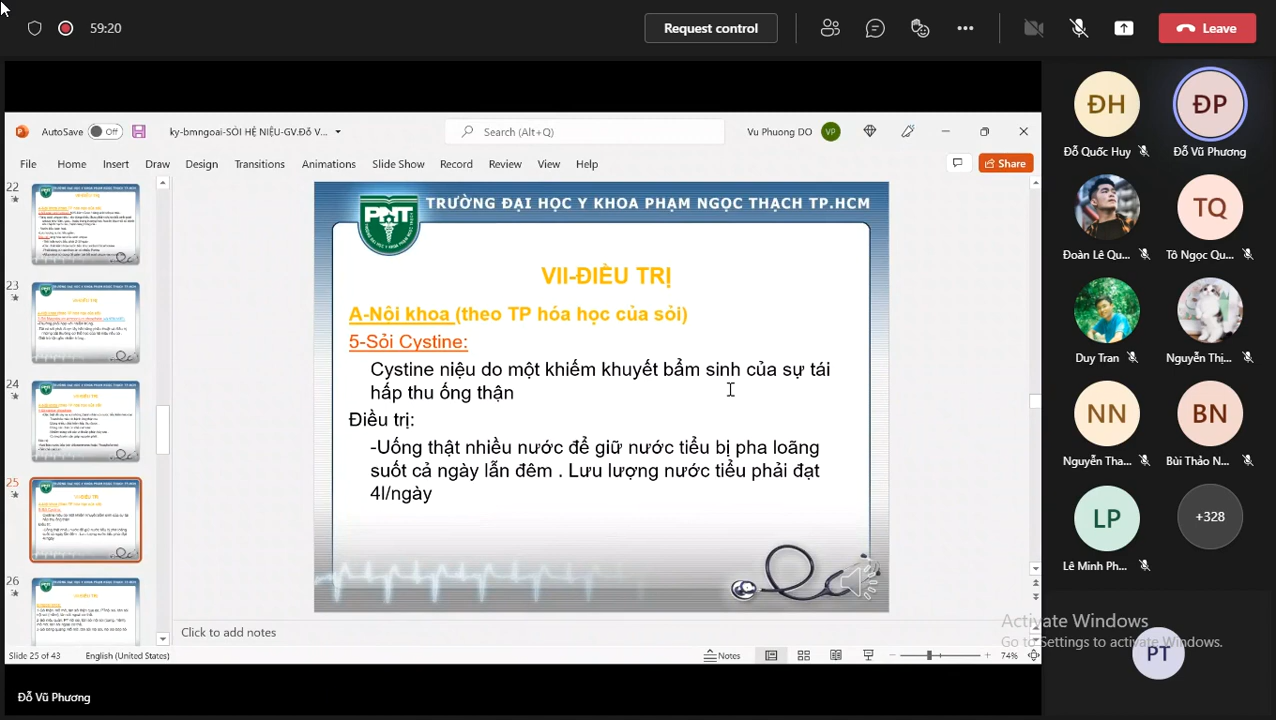 59:20
Request control
Leave
AutoSave Off
ky-bmngoai-SỎI HỆ NIỆU-GV.Đỗ V...
Search (Alt+Q)
Vu Phuong DO
VP
File Home Insert Draw Design Transitions Animations Slide Show Record Review View Help
Share
22
23
24
25
26
TRƯỜNG ĐẠI HỌC Y KHOA PHẠM NGỌC THẠCH TP.HCM
PNT
VII-ĐIỀU TRỊ
A-Nôi khoa (theo TP hóa học của sỏi)
5-Sỏi Cystine:
Cystine niệu do một khiếm khuyết bẩm sinh của sự tái
hấp thu ống thận
Điều trị:
-Uống thật nhiều nước để giữ nước tiểu bị pha loãng
suốt cả ngày lẫn đêm . Lưu lượng nước tiểu phải đat
4l/ngày
Click to add notes
Slide 25 of 43
English (United States)
Notes
74%
ĐH
ĐP
Đỗ Quốc Huy
Đỗ Vũ Phương
TQ
Đoàn Lê Qu...
Tô Ngọc Qu...
Duy Tran
Nguyễn Thị...
NN
BN
Nguyễn Tha...
Bùi Thảo N...
LP
+328
Lê Minh Ph...
Activate Windows
Go to Settings to activate Windows.
PT
Đỗ Vũ Phương